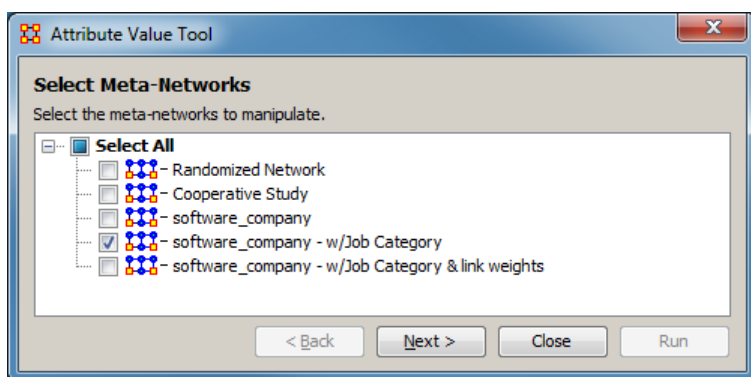 Attribute Value Tool
Select Meta-Networks
Select the meta-networks to manipulate.
Select All
Randomized Network
Cooperative Study
software_company
software_company - w/Job Category
software_company - w/Job Category & link weights
< Back Next > Close Run